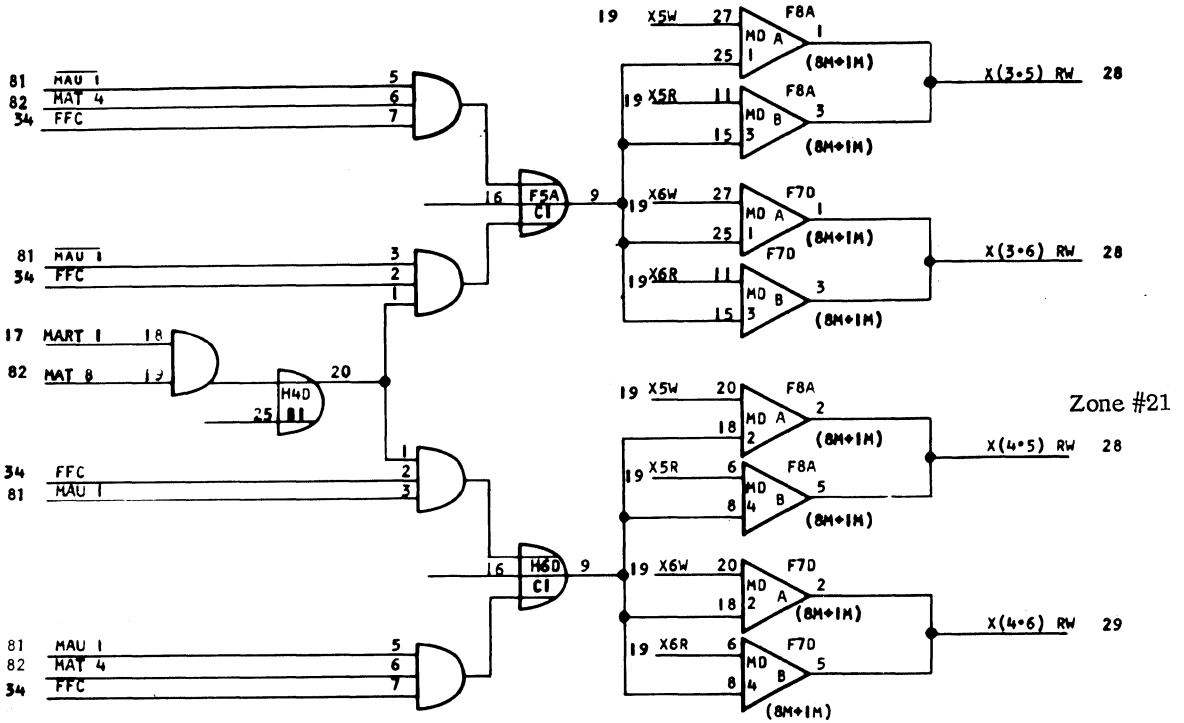 19 X5W 27 F8A
MD A 1
25 1 (8M+1M)
X(3•5) RW 28
81 M̅A̅U̅ ̅1̅ 5
82 MAT 4 6
34 FFC 7
19 X5R 11 F8A
MD B 3
15 3 (8M+1M)
16 F5A 9
C1
19 X6W 27 F7D
MD A 1
25 1 (8M+1M)
F7D
X(3•6) RW 28
81 M̅A̅U̅ ̅1̅ 3
34 FFC 2
1
19 X6R 11
MD B 3
15 3 (8M+1M)
17 MART 1 18
82 MAT 8 19
20
H4D
25
19 X5W 20 F8A
MD A 2
18 2 (8M+1M)
Zone #21
X(4•5) RW 28
1
34 FFC 2
81 MAU 1 3
19 X5R 6 F8A
MD B 5
8 4 (8M+1M)
16 H6D 9
C1
19 X6W 20 F7D
MD A 2
18 2 (8M+1M)
X(4•6) RW 29
81 MAU 1 5
82 MAT 4 6
34 FFC 7
19 X6R 6 F7D
MD B 5
8 4
(8M+1M)